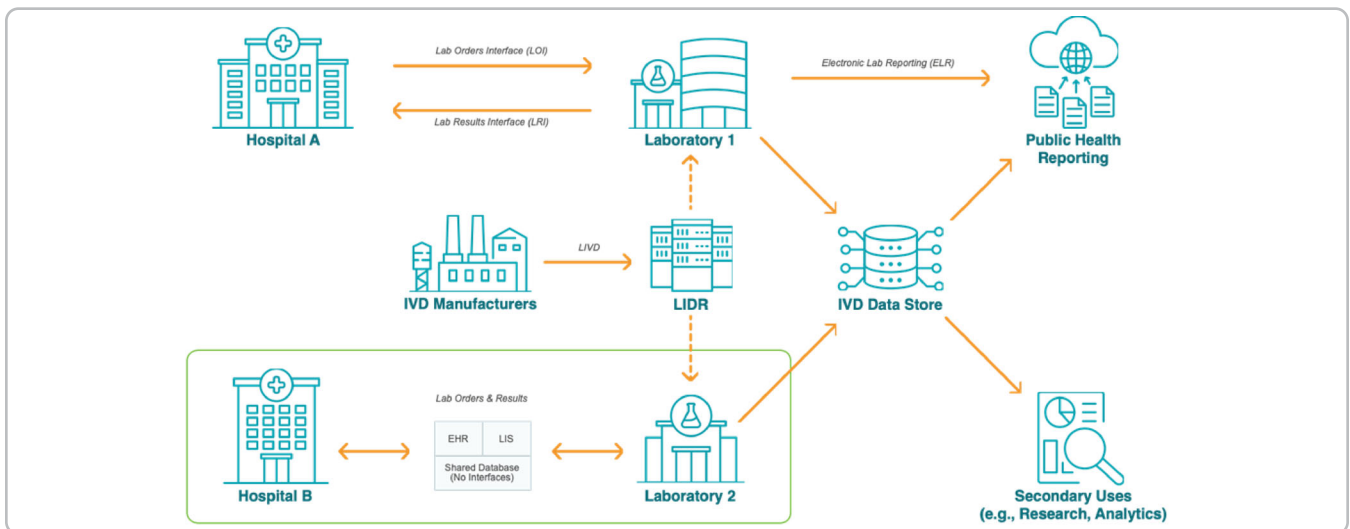 Lab Orders Interface (LOI)
Electronic Lab Reporting (ELR)
Lab Results Interface (LRI)
Hospital A
Laboratory 1
Public Health
Reporting
LIVD
IVD Manufacturers
LIDR
IVD Data Store
Lab Orders & Results
EHR
LIS
Shared Database
(No Interfaces)
Hospital B
Laboratory 2
Secondary Uses
(e.g., Research, Analytics)